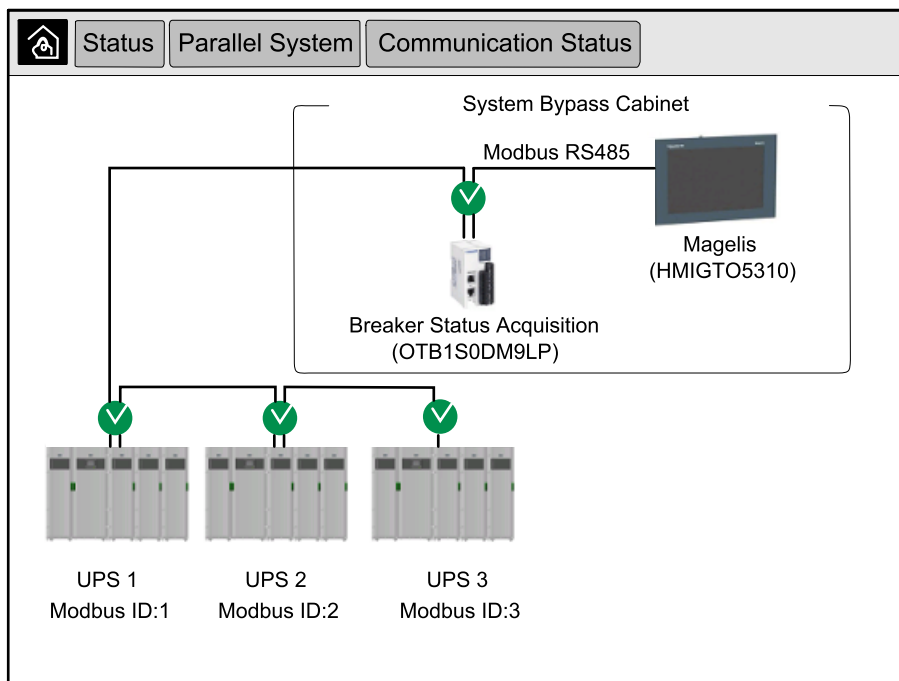 Status
Parallel System
Communication Status
System Bypass Cabinet
Modbus RS485
Magelis
(HMIGTO5310)
Breaker Status Acquisition
(OTB1S0DM9LP)
UPS 1
Modbus ID:1
UPS 2
Modbus ID:2
UPS 3
Modbus ID:3